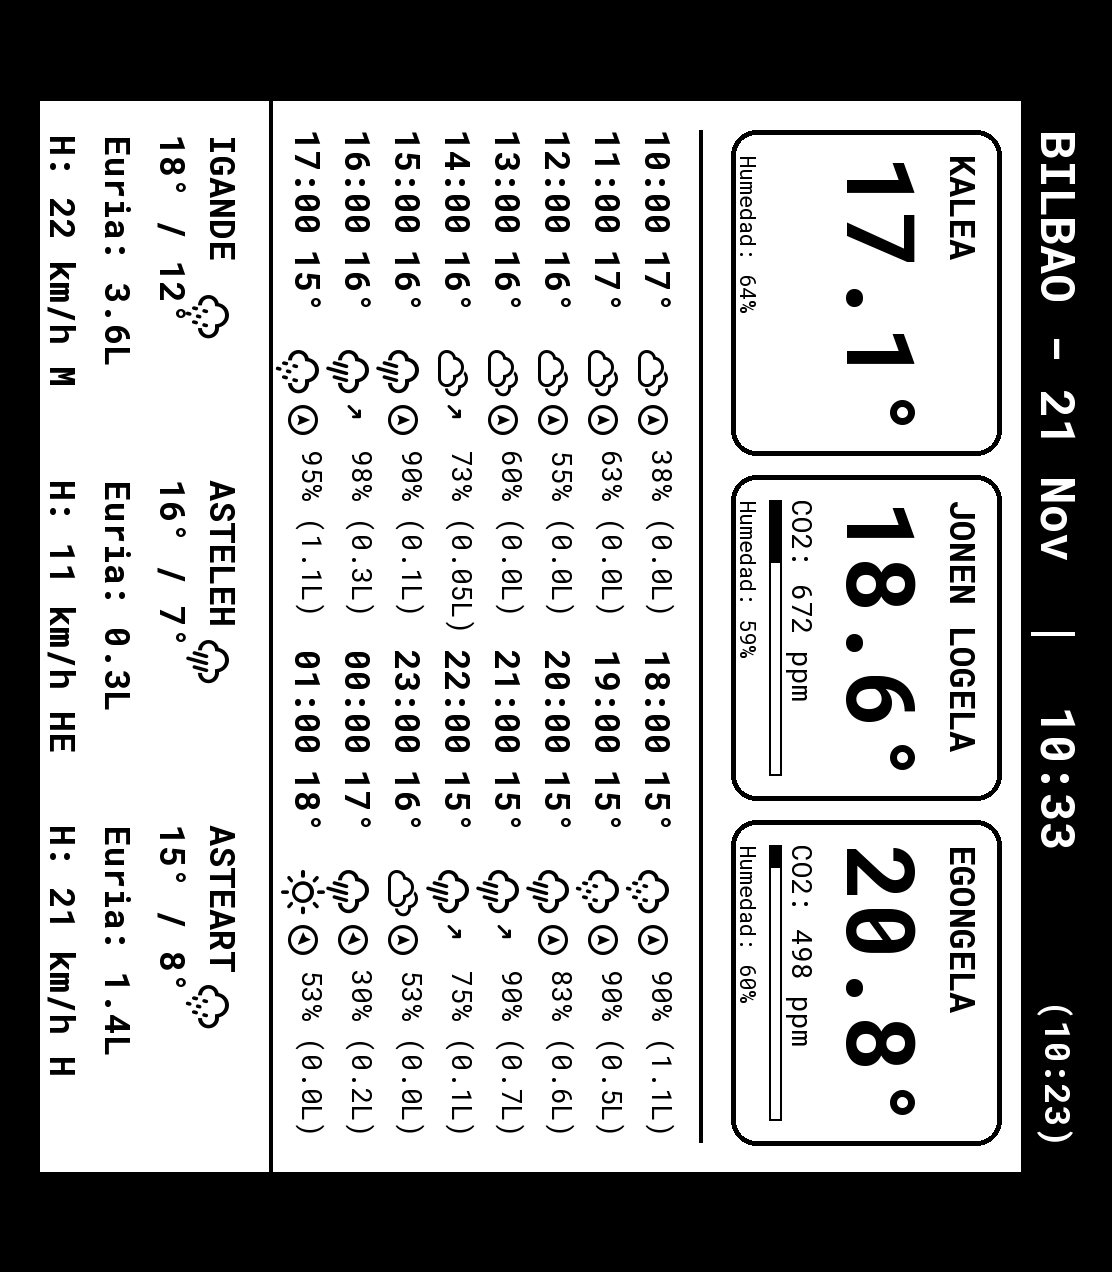 BILBAO - 21 Nov | 10:33 (10:23)
KALEA
17.1°
Humedad: 64%
JONEN LOGELA
18.6°
CO2: 672 ppm
Humedad: 59%
EGONGELA
20.8°
CO2: 498 ppm
Humedad: 60%
10:00 17° 38% (0.0L)
11:00 17° 63% (0.0L)
12:00 16° 55% (0.0L)
13:00 16° 60% (0.0L)
14:00 16° 73% (0.05L)
15:00 16° 90% (0.1L)
16:00 16° 98% (0.3L)
17:00 15° 95% (1.1L)
18:00 15° 90% (1.1L)
19:00 15° 90% (0.5L)
20:00 15° 83% (0.6L)
21:00 15° 90% (0.7L)
22:00 15° 75% (0.1L)
23:00 16° 53% (0.0L)
00:00 17° 30% (0.2L)
01:00 18° 53% (0.0L)
IGANDE
18° / 12°
Euria: 3.6L
H: 22 km/h M
ASTELEH
16° / 7°
Euria: 0.3L
H: 11 km/h HE
ASTEART
15° / 8°
Euria: 1.4L
H: 21 km/h H